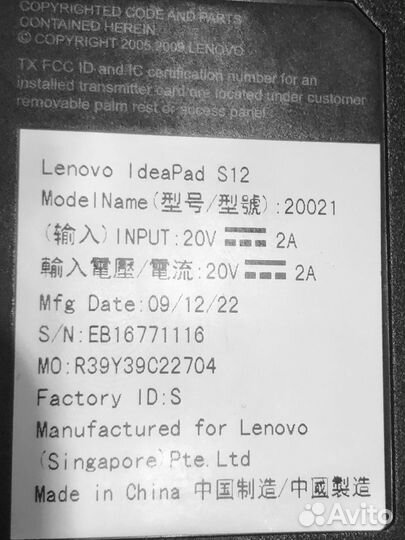 COPYRIGHTED CODE AND PARTS
CONTAINED HEREIN
© COPYRIGHT 2005,2009 LENOVO
TX FCC ID and IC certification number for an
installed transmitter card are located under customer
removable palm rest or access panel.
Lenovo IdeaPad S12
ModelName(型号/型號):20021
(输入)INPUT:20V ⎓ 2A
輸入電壓/電流:20V ⎓ 2A
Mfg Date:09/12/22
S/N:EB16771116
MO:R39Y39C22704
Factory ID:S
Manufactured for Lenovo
(Singapore)Pte.Ltd
Made in China 中国制造/中國製造
Avito